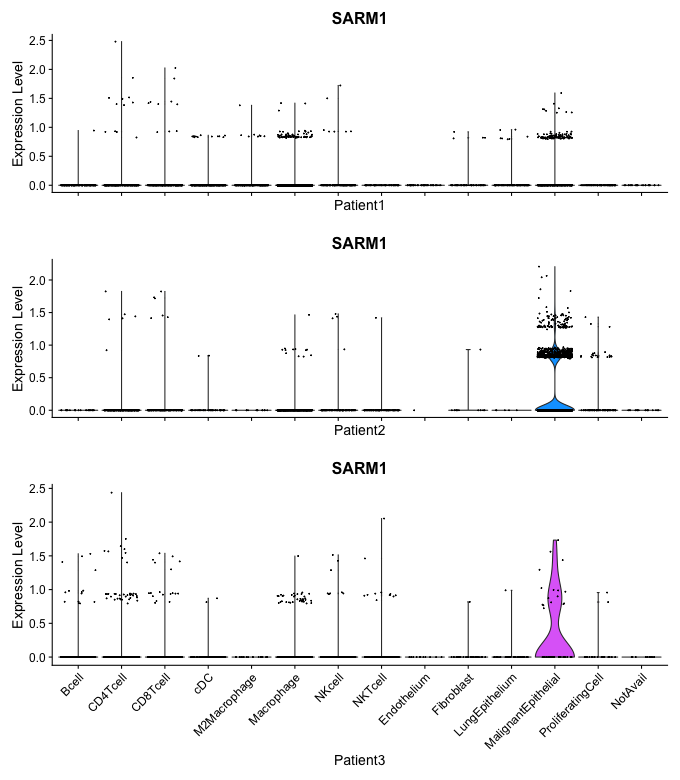 SARM1
Expression Level
2.5
2.0
1.5
1.0
0.5
0.0
Patient1
SARM1
Expression Level
2.0
1.5
1.0
0.5
0.0
Patient2
SARM1
Expression Level
2.5
2.0
1.5
1.0
0.5
0.0
Bcell
CD4Tcell
CD8Tcell
cDC
M2Macrophage
Macrophage
NKcell
NKTcell
Endothelium
Fibroblast
LungEpithelium
MalignantEpithelial
ProliferatingCell
NotAvail
Patient3